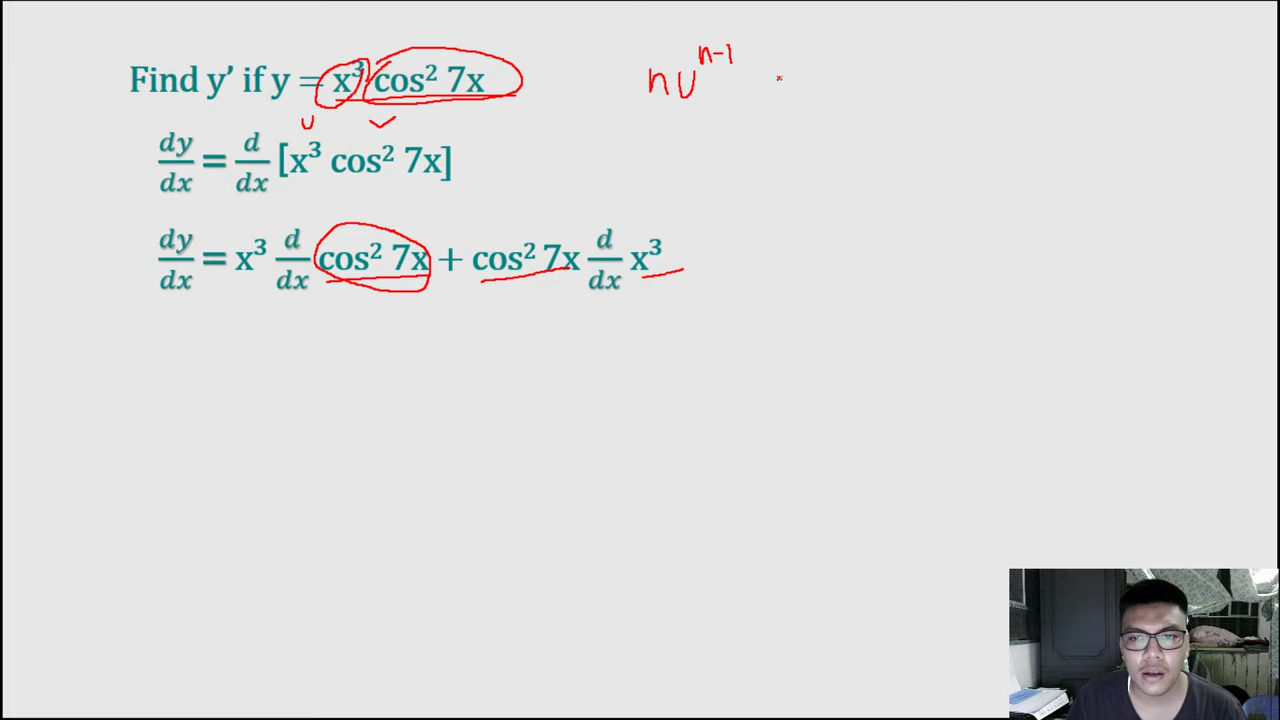 Find y’ if y = x³ cos² 7x nu^{n-1}
u v
dy/dx = d/dx [x³ cos² 7x]
dy/dx = x³ d/dx cos² 7x + cos² 7x d/dx x³